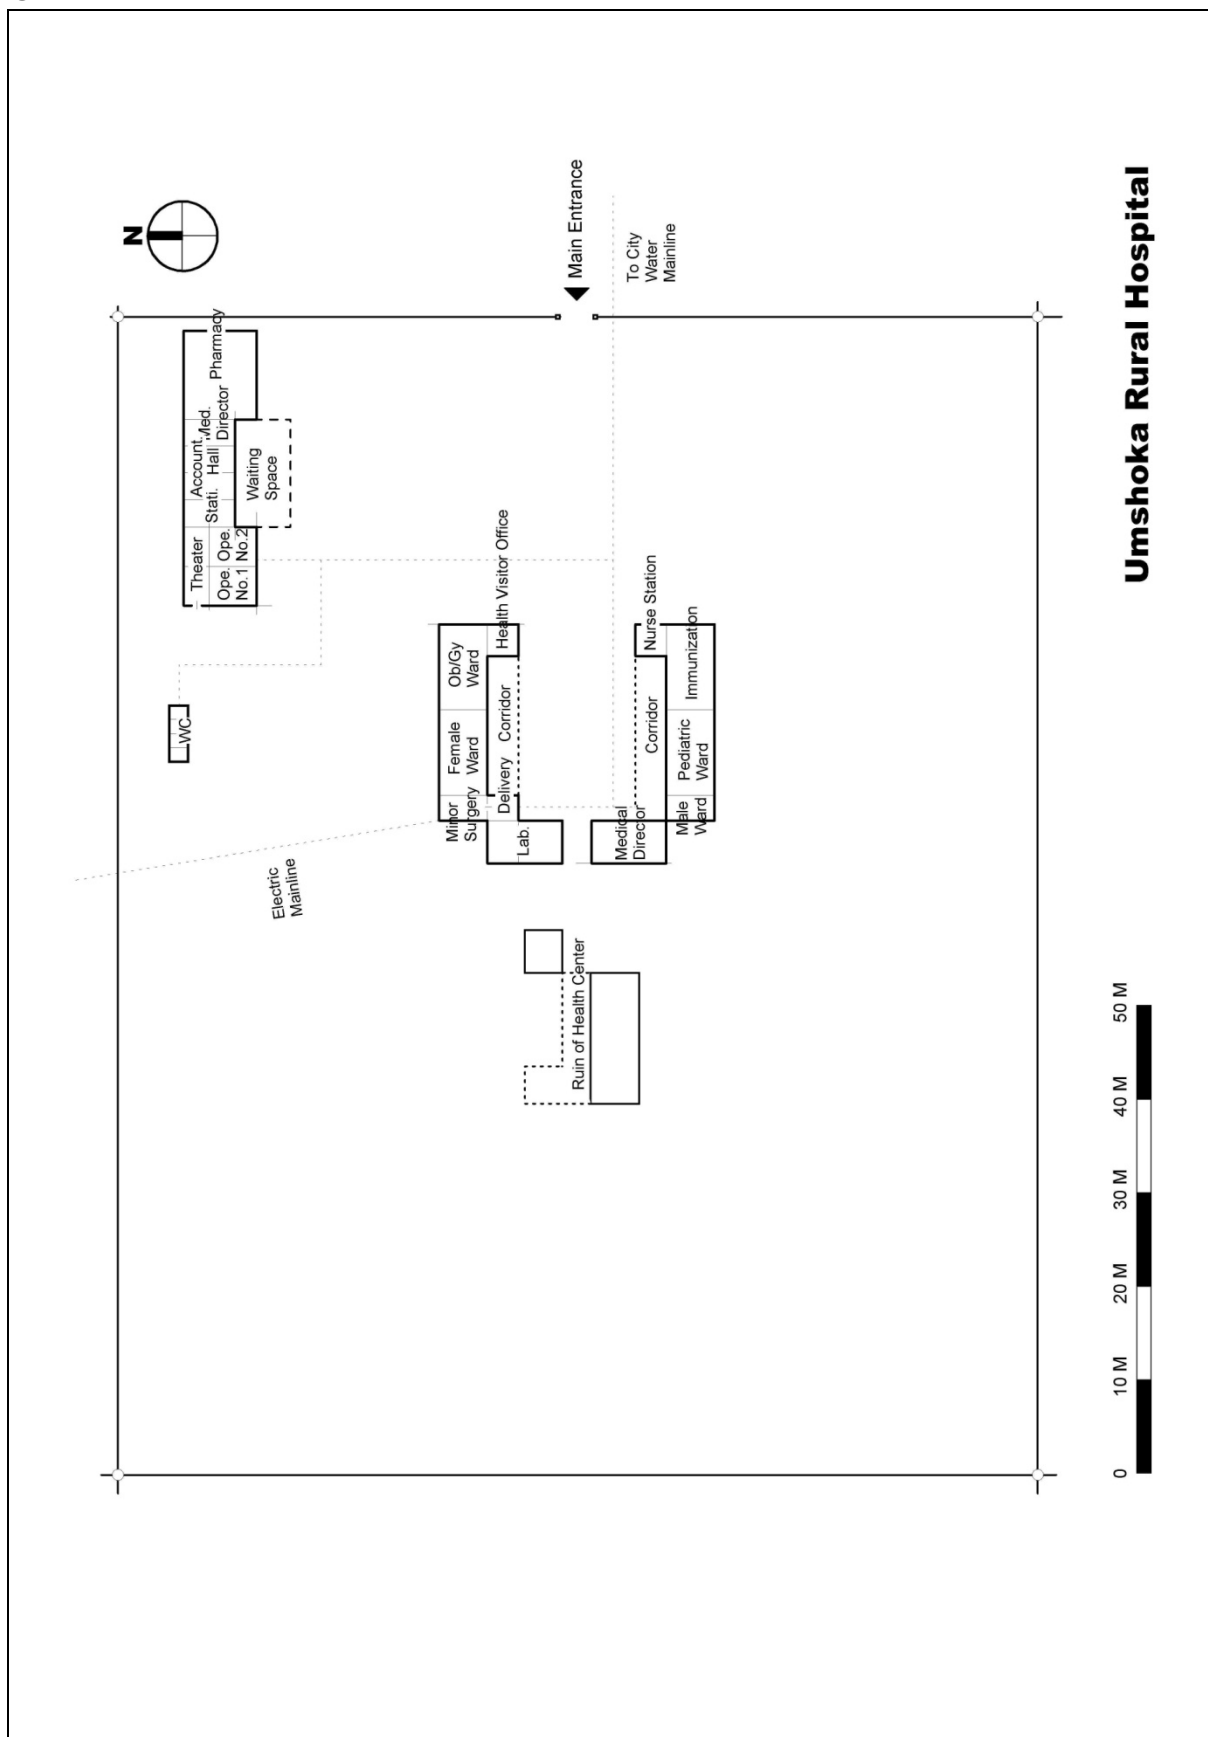 N
Main Entrance
To City
Water
Mainline
Umshoka Rural Hospital
Pharmacy
Med.
Director
Account.
Hall
Stati.
Waiting
Space
Theater
Ope.
No.1
Ope.
No.2
WC
Health Visitor Office
Ob/Gy
Ward
Corridor
Female
Ward
Delivery
Minor
Surgery
Lab.
Nurse Station
Immunization
Corridor
Pediatric
Ward
Male
Ward
Medical
Director
Electric
Mainline
Ruin of Health Center
0
10 M
20 M
30 M
40 M
50 M